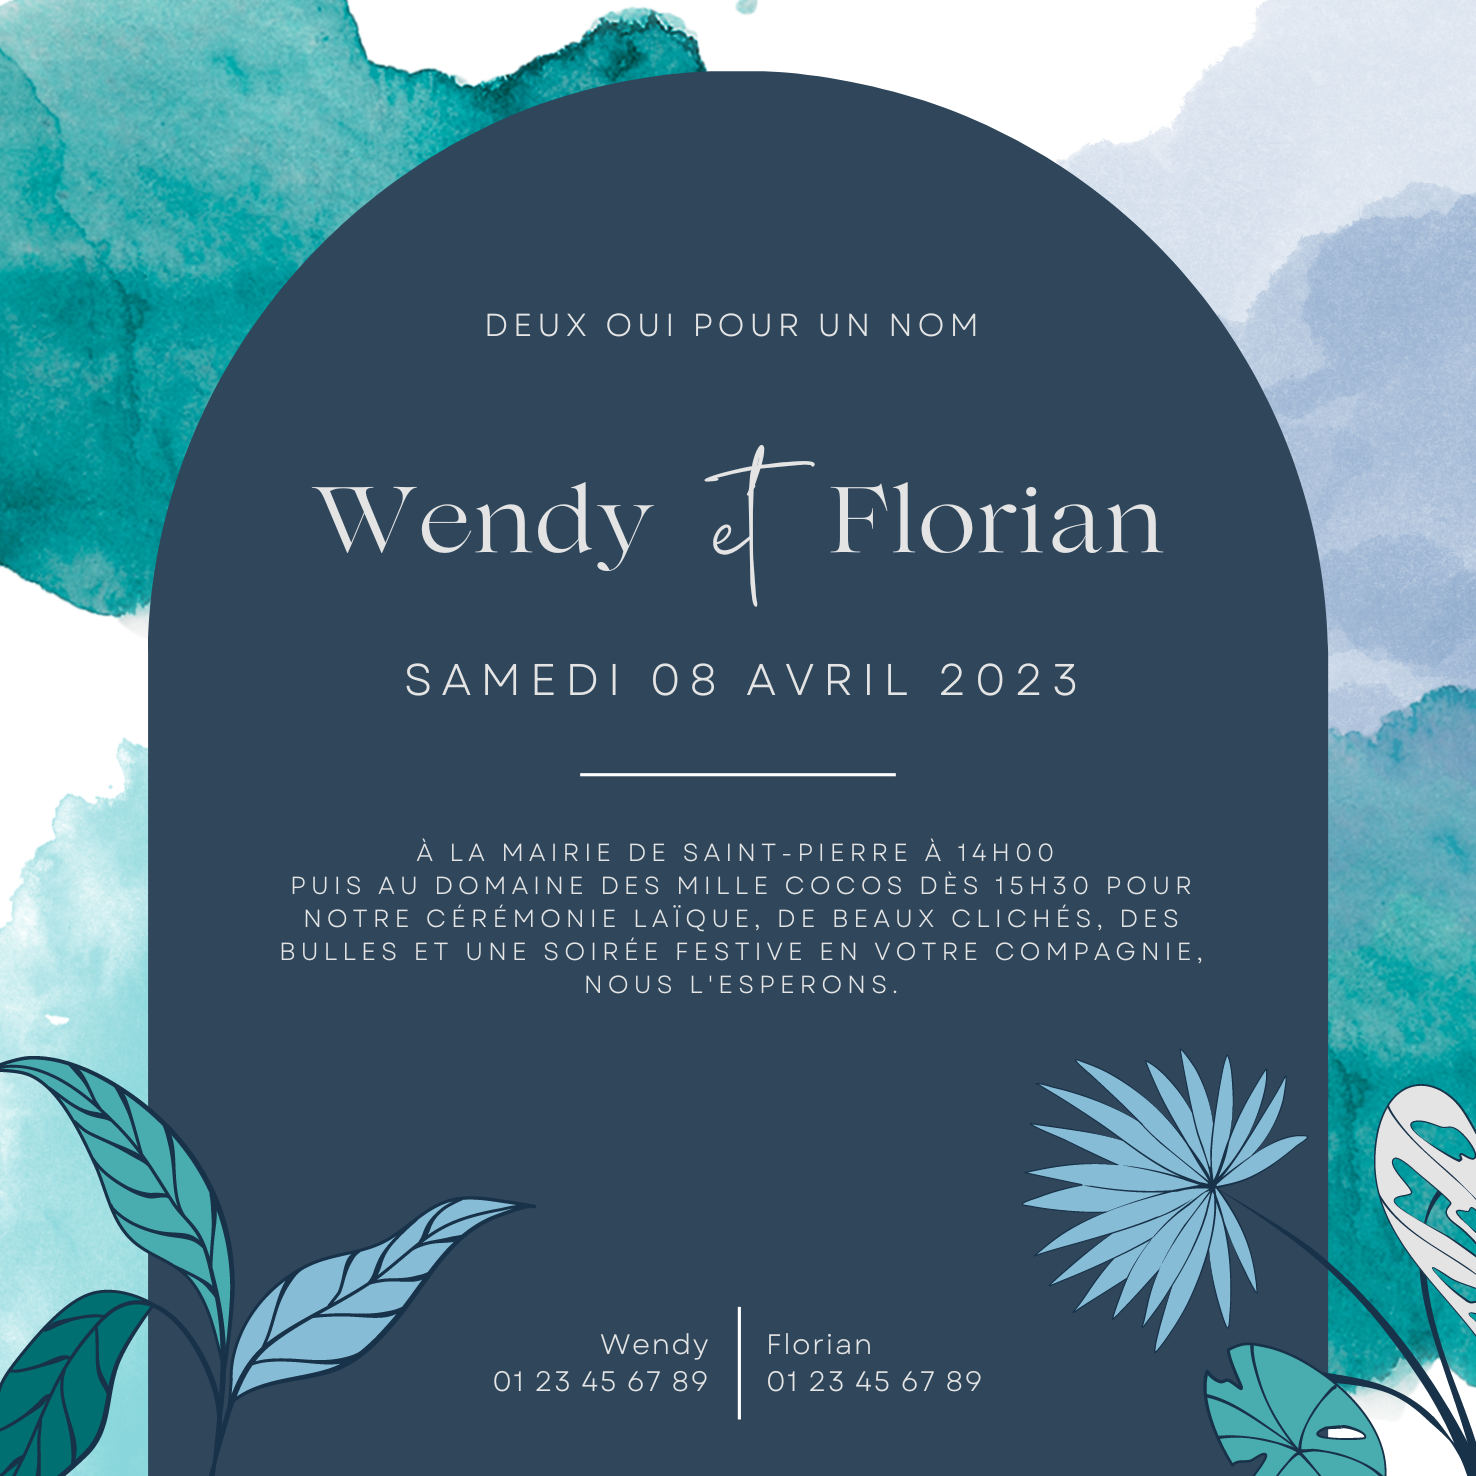 DEUX OUI POUR UN NOM
Wendy et Florian
SAMEDI 08 AVRIL 2023
À LA MAIRIE DE SAINT-PIERRE À 14H00
PUIS AU DOMAINE DES MILLE COCOS DÈS 15H30 POUR
NOTRE CÉRÉMONIE LAÏQUE, DE BEAUX CLICHÉS, DES
BULLES ET UNE SOIRÉE FESTIVE EN VOTRE COMPAGNIE,
NOUS L'ESPERONS.
Wendy
01 23 45 67 89
Florian
01 23 45 67 89